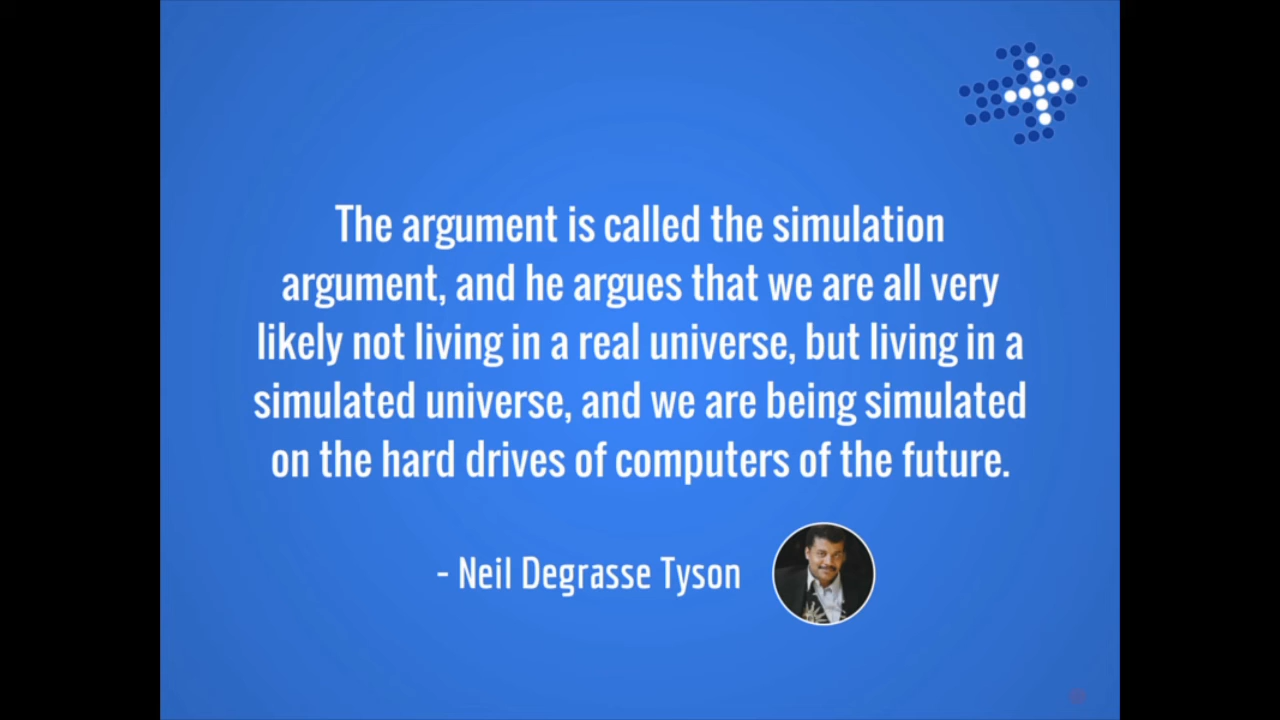 The argument is called the simulation
argument, and he argues that we are all very
likely not living in a real universe, but living in a
simulated universe, and we are being simulated
on the hard drives of computers of the future.
- Neil Degrasse Tyson